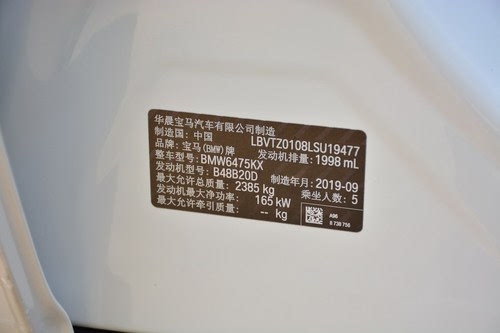 华晨宝马汽车有限公司制造
制造国: 中国 LBVTZ0108LSU19477
品牌: 宝马(BMW)牌 发动机排量: 1998 mL
整车型号: BMW6475KX
发动机型号: B48B20D 制造年月: 2019-09
最大允许总质量: 2385 kg 乘坐人数: 5
发动机最大净功率: 165 kW
最大允许牵引质量: -- kg
A96
8 738 756